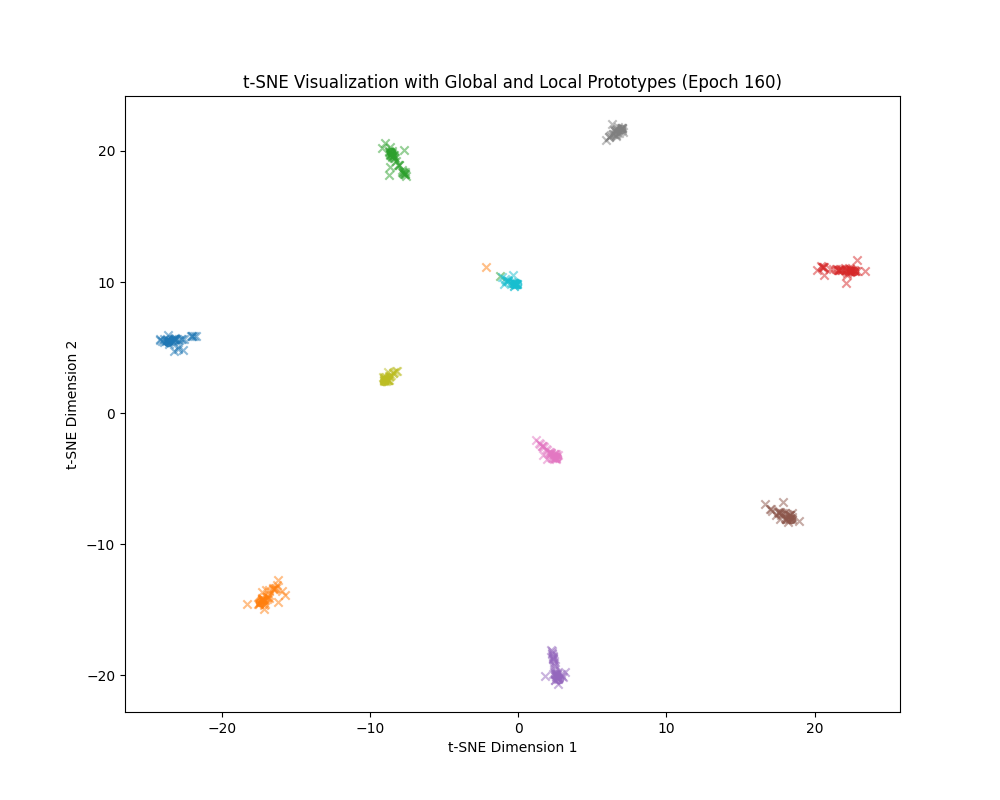 t-SNE Visualization with Global and Local Prototypes (Epoch 160)
20
10
0
−10
−20
t-SNE Dimension 2
−20 −10 0 10 20
t-SNE Dimension 1